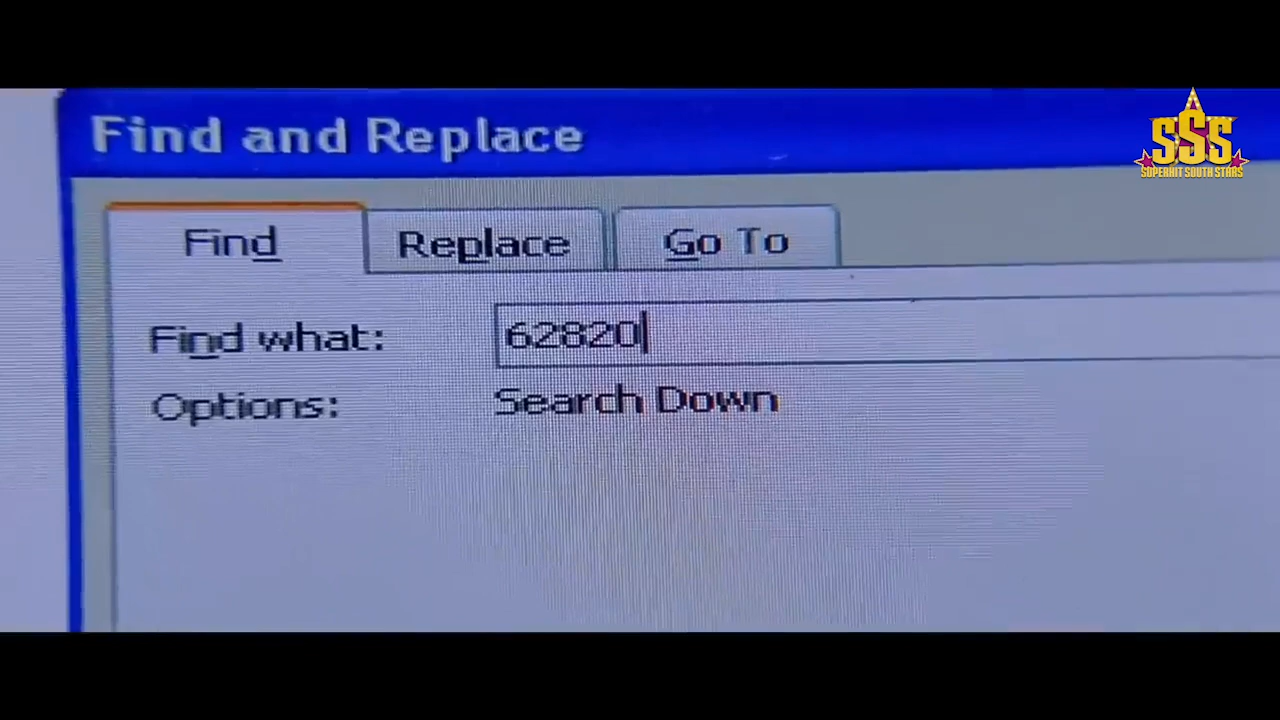 Find and Replace
SSS
SUPERHIT SOUTH STARS
Find
Replace
Go To
Find what:
62820
Options:
Search Down